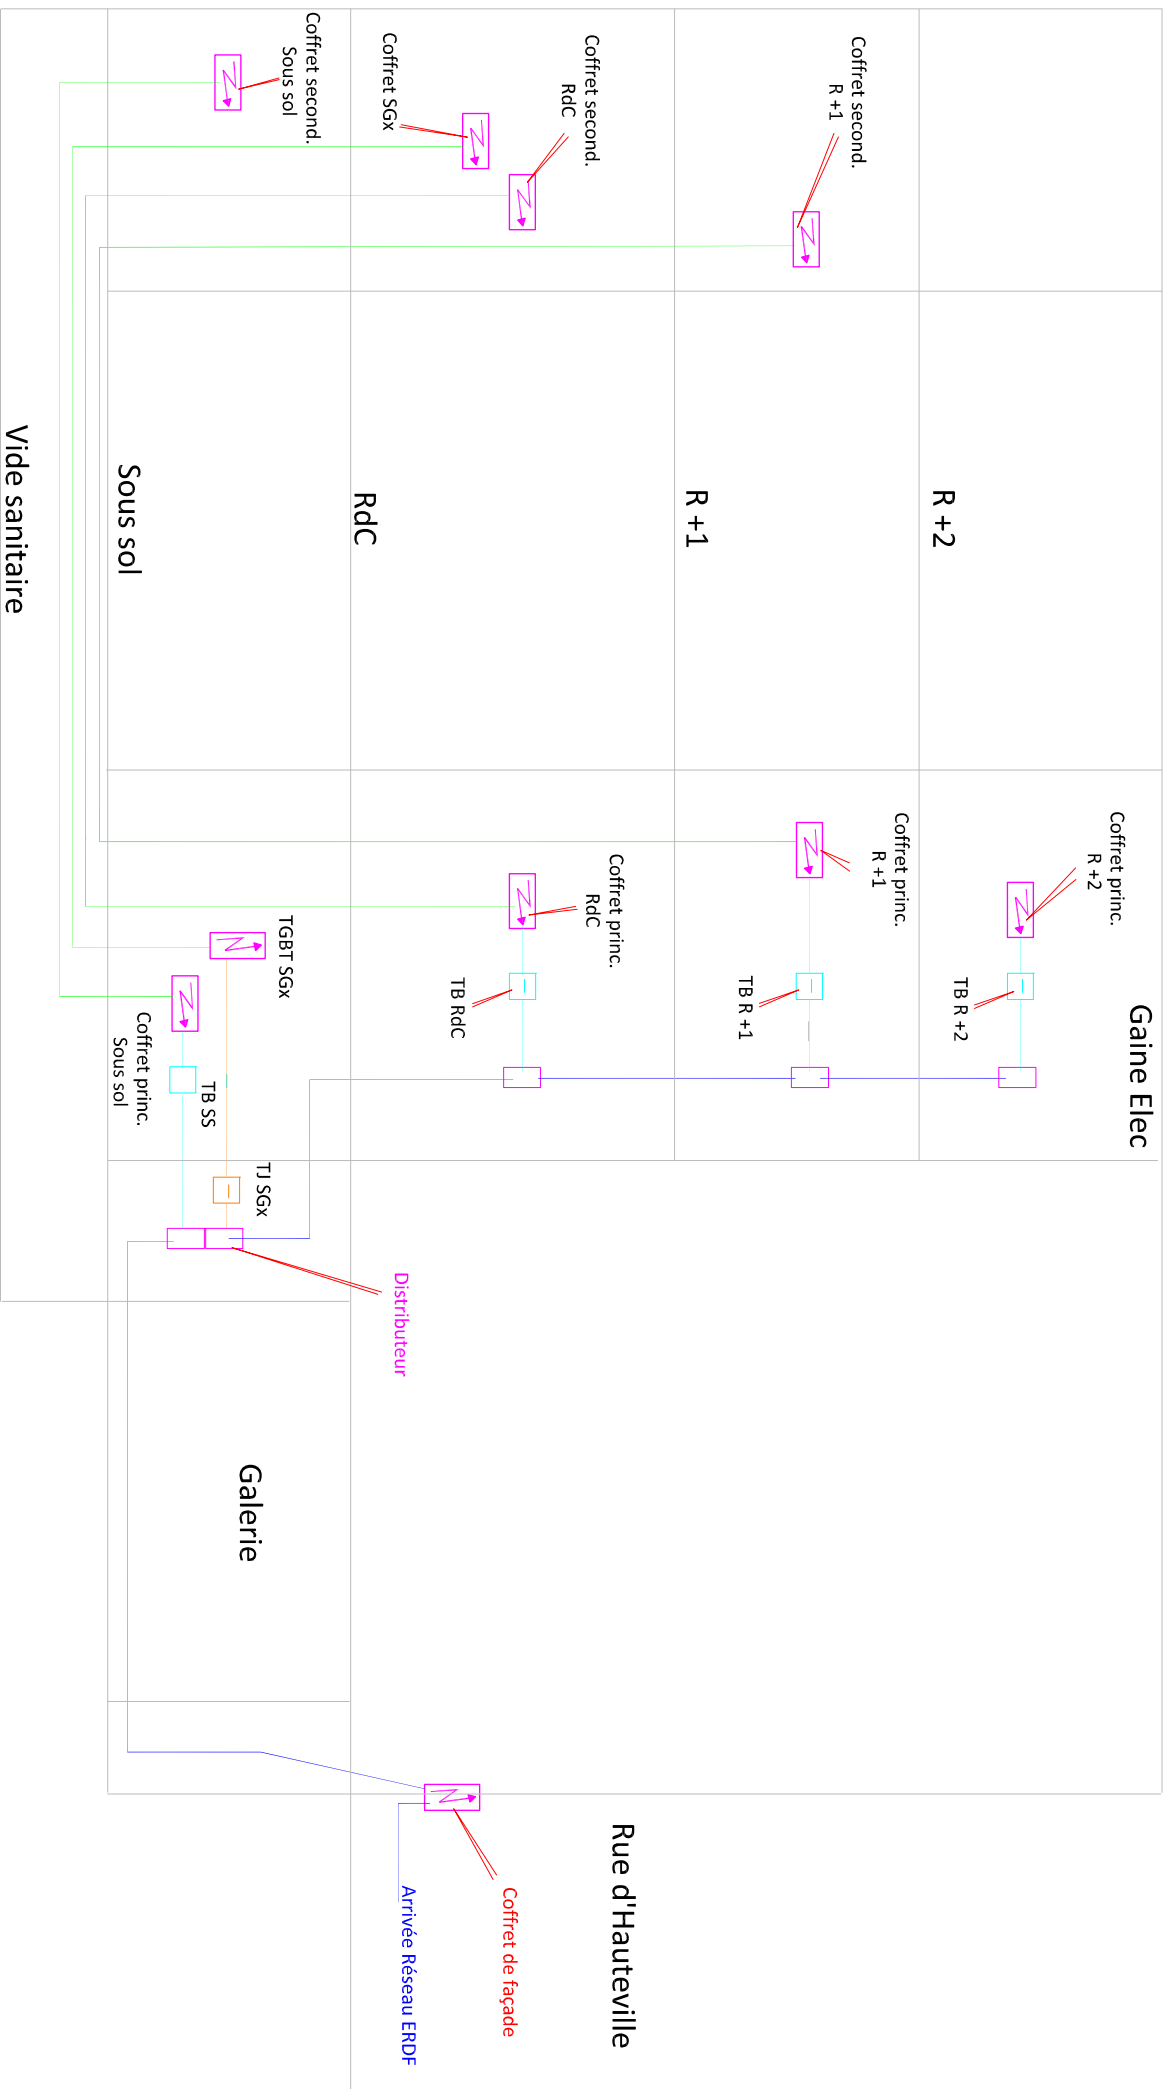 Coffret princ.
R +2
TB R +2
Gaine Elec
R +2
Coffret second.
R +1
Coffret princ.
R +1
TB R +1
R +1
Coffret second.
RdC
Coffret SGx
Coffret princ.
RdC
TB RdC
Rue d'Hauteville
Coffret de façade
Arrivée Réseau ERDF
Distributeur
RdC
Coffret second.
Sous sol
TGBT SGx
TJ SGx
TB SS
Coffret princ.
Sous sol
Galerie
Sous sol
Vide sanitaire